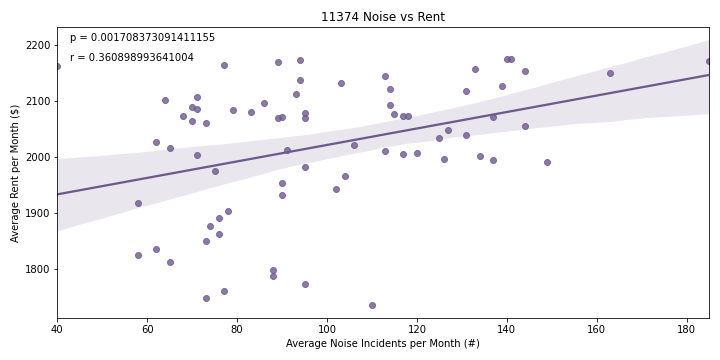 11374 Noise vs Rent
p = 0.001708373091411155
r = 0.360898993641004
2200
2100
2000
1900
1800
Average Rent per Month ($)
40 60 80 100 120 140 160 180
Average Noise Incidents per Month (#)